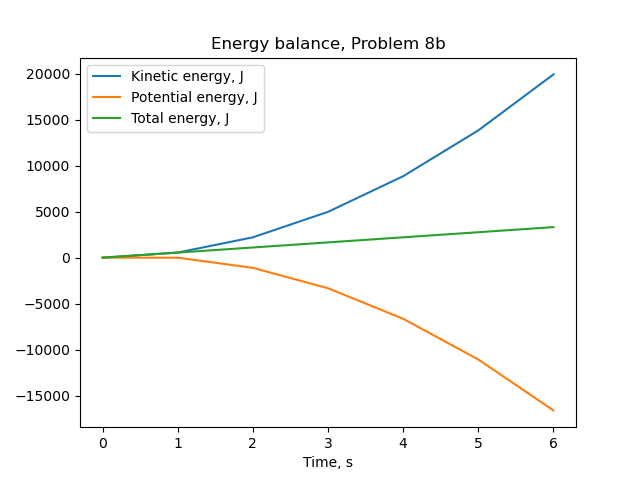 Energy balance, Problem 8b
Kinetic energy, J
Potential energy, J
Total energy, J
20000
15000
10000
5000
0
−5000
−10000
−15000
0 1 2 3 4 5 6
Time, s